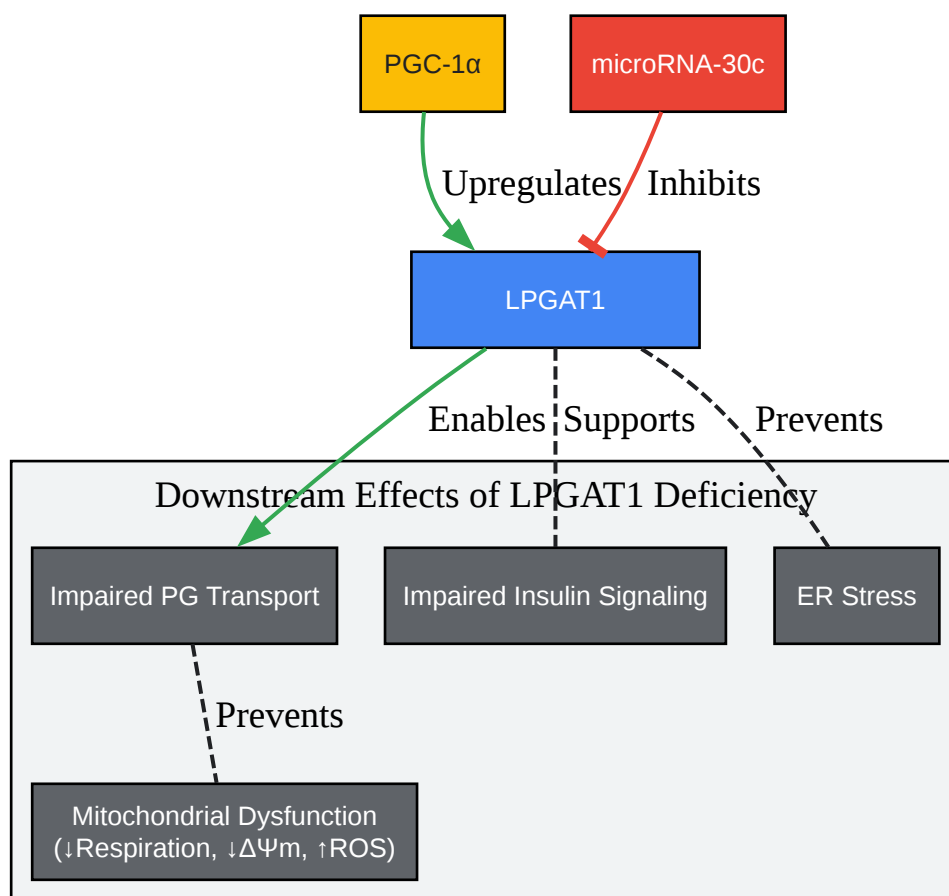 PGC-1α
microRNA-30c
Upregulates
Inhibits
LPGAT1
Enables
Supports
Prevents
Downstream Effects of LPGAT1 Deficiency
Impaired PG Transport
Impaired Insulin Signaling
ER Stress
Prevents
Mitochondrial Dysfunction
(↓Respiration, ↓ΔΨm, ↑ROS)